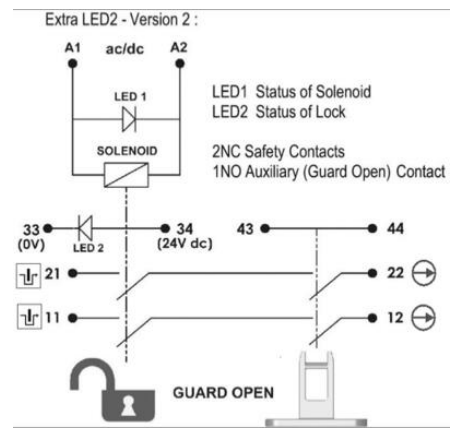 Extra LED2 - Version 2 :
A1 ac/dc A2
LED 1
LED1 Status of Solenoid
LED2 Status of Lock
SOLENOID
2NC Safety Contacts
1NO Auxiliary (Guard Open) Contact
33 34 43 44
(0V) LED 2 (24V dc)
21 22
11 12
GUARD OPEN